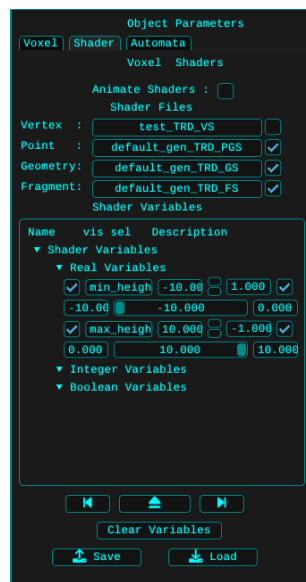 Object Parameters
Voxel Shader Automata
Voxel Shaders
Animate Shaders :
Shader Files
Vertex : test_TRD_VS
Point : default_gen_TRD_PGS
Geometry: default_gen_TRD_GS
Fragment: default_gen_TRD_FS
Shader Variables
Name vis sel Description
▼ Shader Variables
▼ Real Variables
min_heigh -10.00 1.000
-10.00 -10.000 0.000
max_heigh 10.000 -1.000
0.000 10.000 10.000
▼ Integer Variables
▼ Boolean Variables
Clear Variables
Save Load